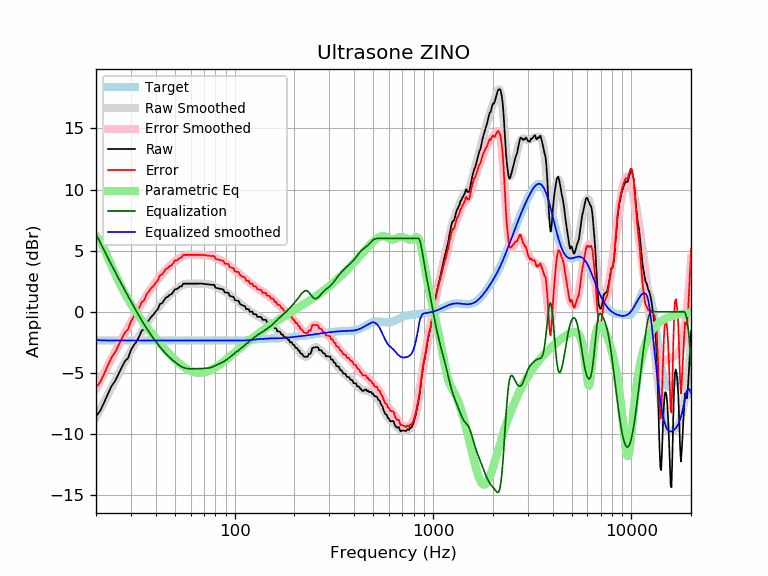 Ultrasone ZINO
Target
Raw Smoothed
Error Smoothed
Raw
Error
Parametric Eq
Equalization
Equalized smoothed
Amplitude (dBr)
15
10
5
0
−5
−10
−15
100
1000
10000
Frequency (Hz)